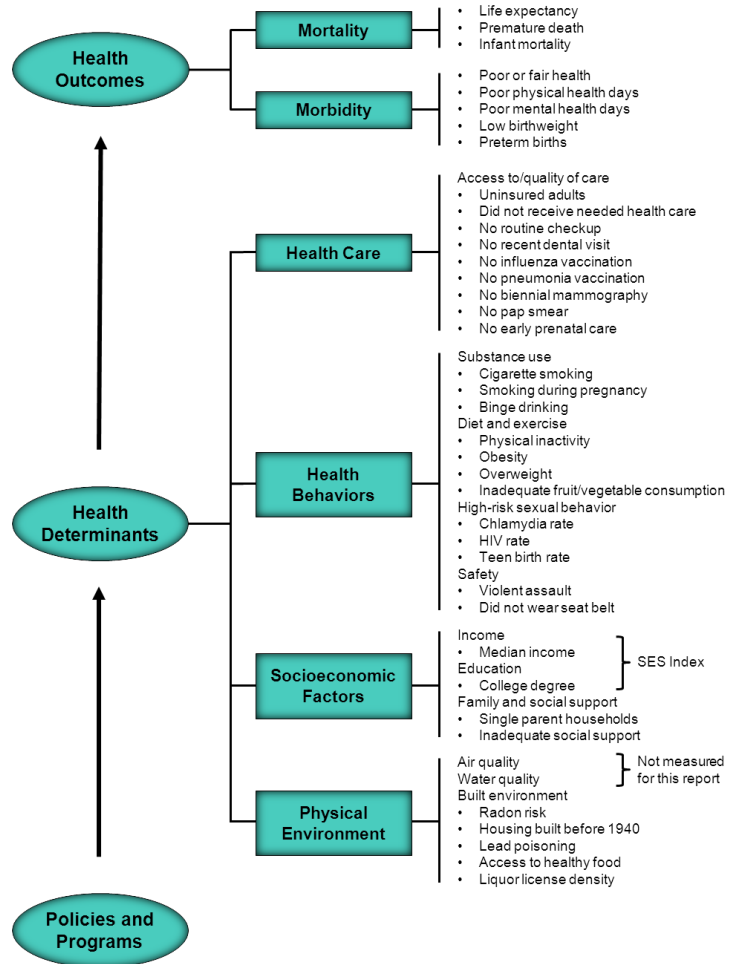 Health
Outcomes
Mortality
• Life expectancy
• Premature death
• Infant mortality
Morbidity
• Poor or fair health
• Poor physical health days
• Poor mental health days
• Low birthweight
• Preterm births
Health
Determinants
Health Care
Access to/quality of care
• Uninsured adults
• Did not receive needed health care
• No routine checkup
• No recent dental visit
• No influenza vaccination
• No pneumonia vaccination
• No biennial mammography
• No pap smear
• No early prenatal care
Health
Behaviors
Substance use
• Cigarette smoking
• Smoking during pregnancy
• Binge drinking
Diet and exercise
• Physical inactivity
• Obesity
• Overweight
• Inadequate fruit/vegetable consumption
High-risk sexual behavior
• Chlamydia rate
• HIV rate
• Teen birth rate
Safety
• Violent assault
• Did not wear seat belt
Socioeconomic
Factors
Income
• Median income
Education
• College degree
SES Index
Family and social support
• Single parent households
• Inadequate social support
Physical
Environment
Air quality
Water quality
Not measured
for this report
Built environment
• Radon risk
• Housing built before 1940
• Lead poisoning
• Access to healthy food
• Liquor license density
Policies and
Programs